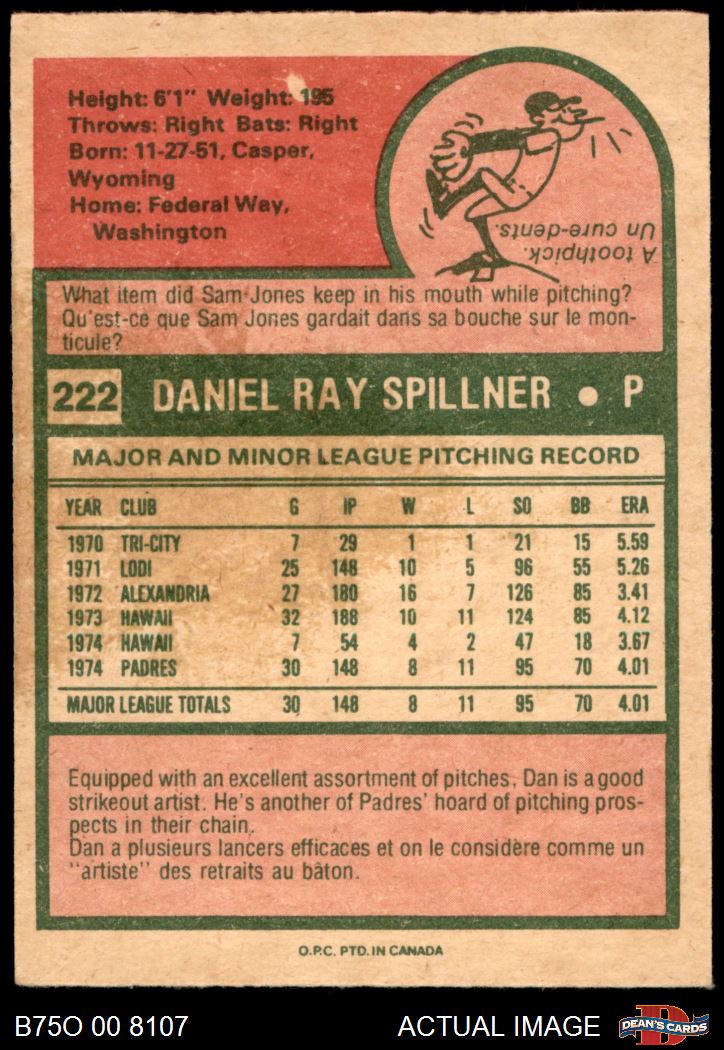 Height: 6'1" Weight: 195
Throws: Right Bats: Right
Born: 11-27-51, Casper,
Wyoming
Home: Federal Way,
Washington
A toothpick.
Un cure-dents.
What item did Sam Jones keep in his mouth while pitching?
Qu'est-ce que Sam Jones gardait dans sa bouche sur le mon-
ticule?
222 DANIEL RAY SPILLNER • P
MAJOR AND MINOR LEAGUE PITCHING RECORD
YEAR CLUB G IP W L SO BB ERA
1970 TRI-CITY 7 29 1 1 21 15 5.59
1971 LODI 25 148 10 5 96 55 5.26
1972 ALEXANDRIA 27 180 16 7 126 85 3.41
1973 HAWAII 32 188 10 11 124 85 4.12
1974 HAWAII 7 54 4 2 47 18 3.67
1974 PADRES 30 148 8 11 95 70 4.01
MAJOR LEAGUE TOTALS 30 148 8 11 95 70 4.01
Equipped with an excellent assortment of pitches, Dan is a good
strikeout artist. He's another of Padres' hoard of pitching pros-
pects in their chain.
Dan a plusieurs lancers efficaces et on le considère comme un
"artiste" des retraits au bâton.
O.P.C. PTD. IN CANADA
B75O 00 8107 ACTUAL IMAGE DEAN'S CARDS